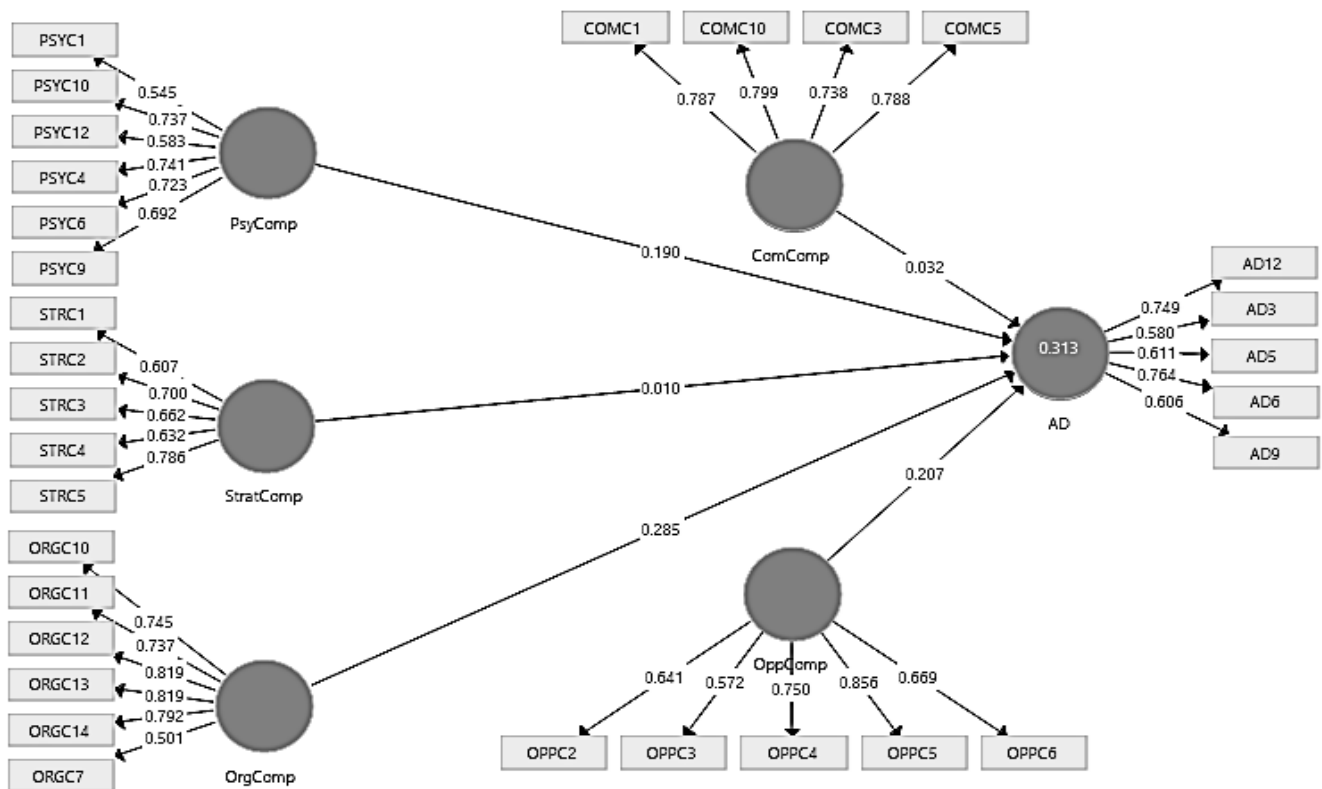 PSYC1
PSYC10
PSYC12
PSYC4
PSYC6
PSYC9
0.545
0.737
0.583
0.741
0.723
0.692
PsyComp
STRC1
STRC2
STRC3
STRC4
STRC5
0.607
0.700
0.662
0.632
0.786
StratComp
ORGC10
ORGC11
ORGC12
ORGC13
ORGC14
ORGC7
0.745
0.737
0.819
0.819
0.792
0.501
OrgComp
COMC1 COMC10 COMC3 COMC5
0.787 0.799 0.738 0.788
ComComp
0.190
0.032
0.010
0.285
0.207
0.313
AD
0.749
0.580
0.611
0.764
0.606
AD12
AD3
AD5
AD6
AD9
OppComp
0.641 0.572 0.750 0.856 0.669
OPPC2 OPPC3 OPPC4 OPPC5 OPPC6